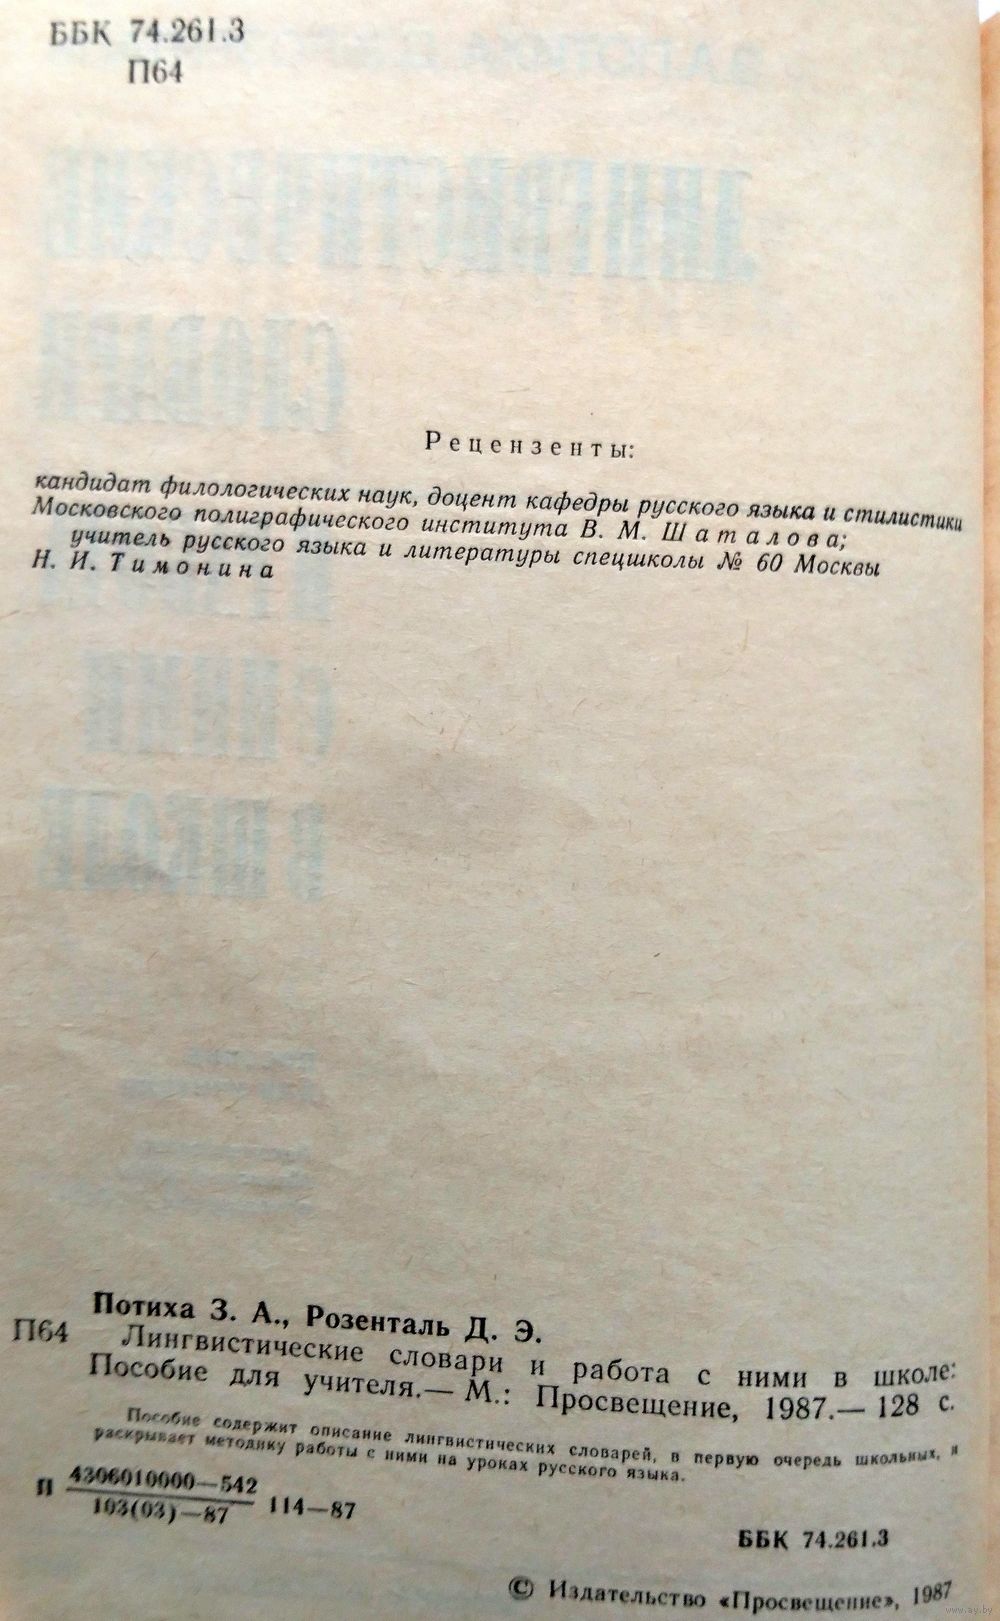 ББК 74.261.3
П64
Рецензенты:
кандидат филологических наук, доцент кафедры русского языка и стилистики
Московского полиграфического института В. М. Шаталова;
учитель русского языка и литературы спецшколы № 60 Москвы
Н. И. Тимонина
Потиха З. А., Розенталь Д. Э.
П64 Лингвистические словари и работа с ними в школе:
Пособие для учителя.— М.: Просвещение, 1987.— 128 с.
Пособие содержит описание лингвистических словарей, в первую очередь школьных, и
раскрывает методику работы с ними на уроках русского языка.
П 4306010000—542
103(03)—87 114—87
ББК 74.261.3
© Издательство «Просвещение», 1987
www.ay.by